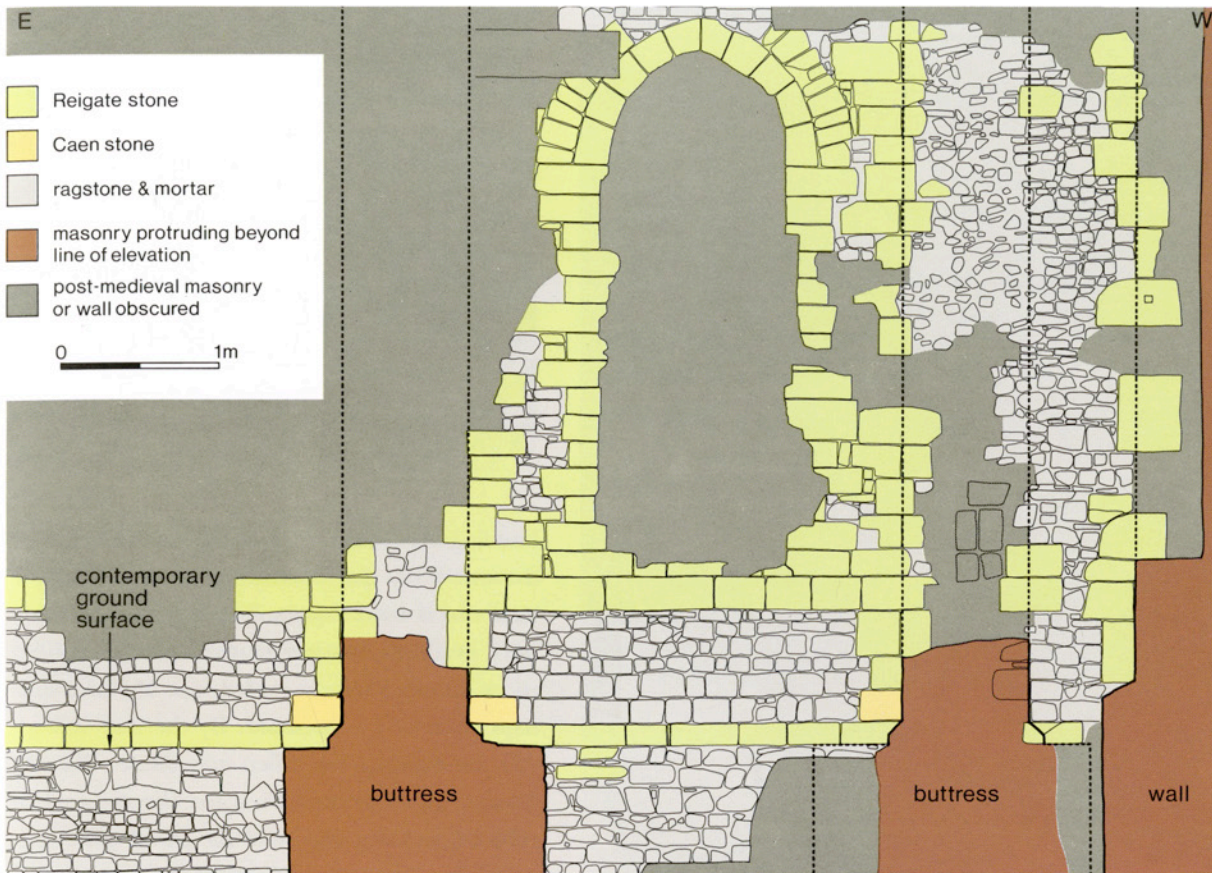 E
W
Reigate stone
Caen stone
ragstone & mortar
masonry protruding beyond
line of elevation
post-medieval masonry
or wall obscured
0 1m
contemporary
ground
surface
buttress
buttress
wall